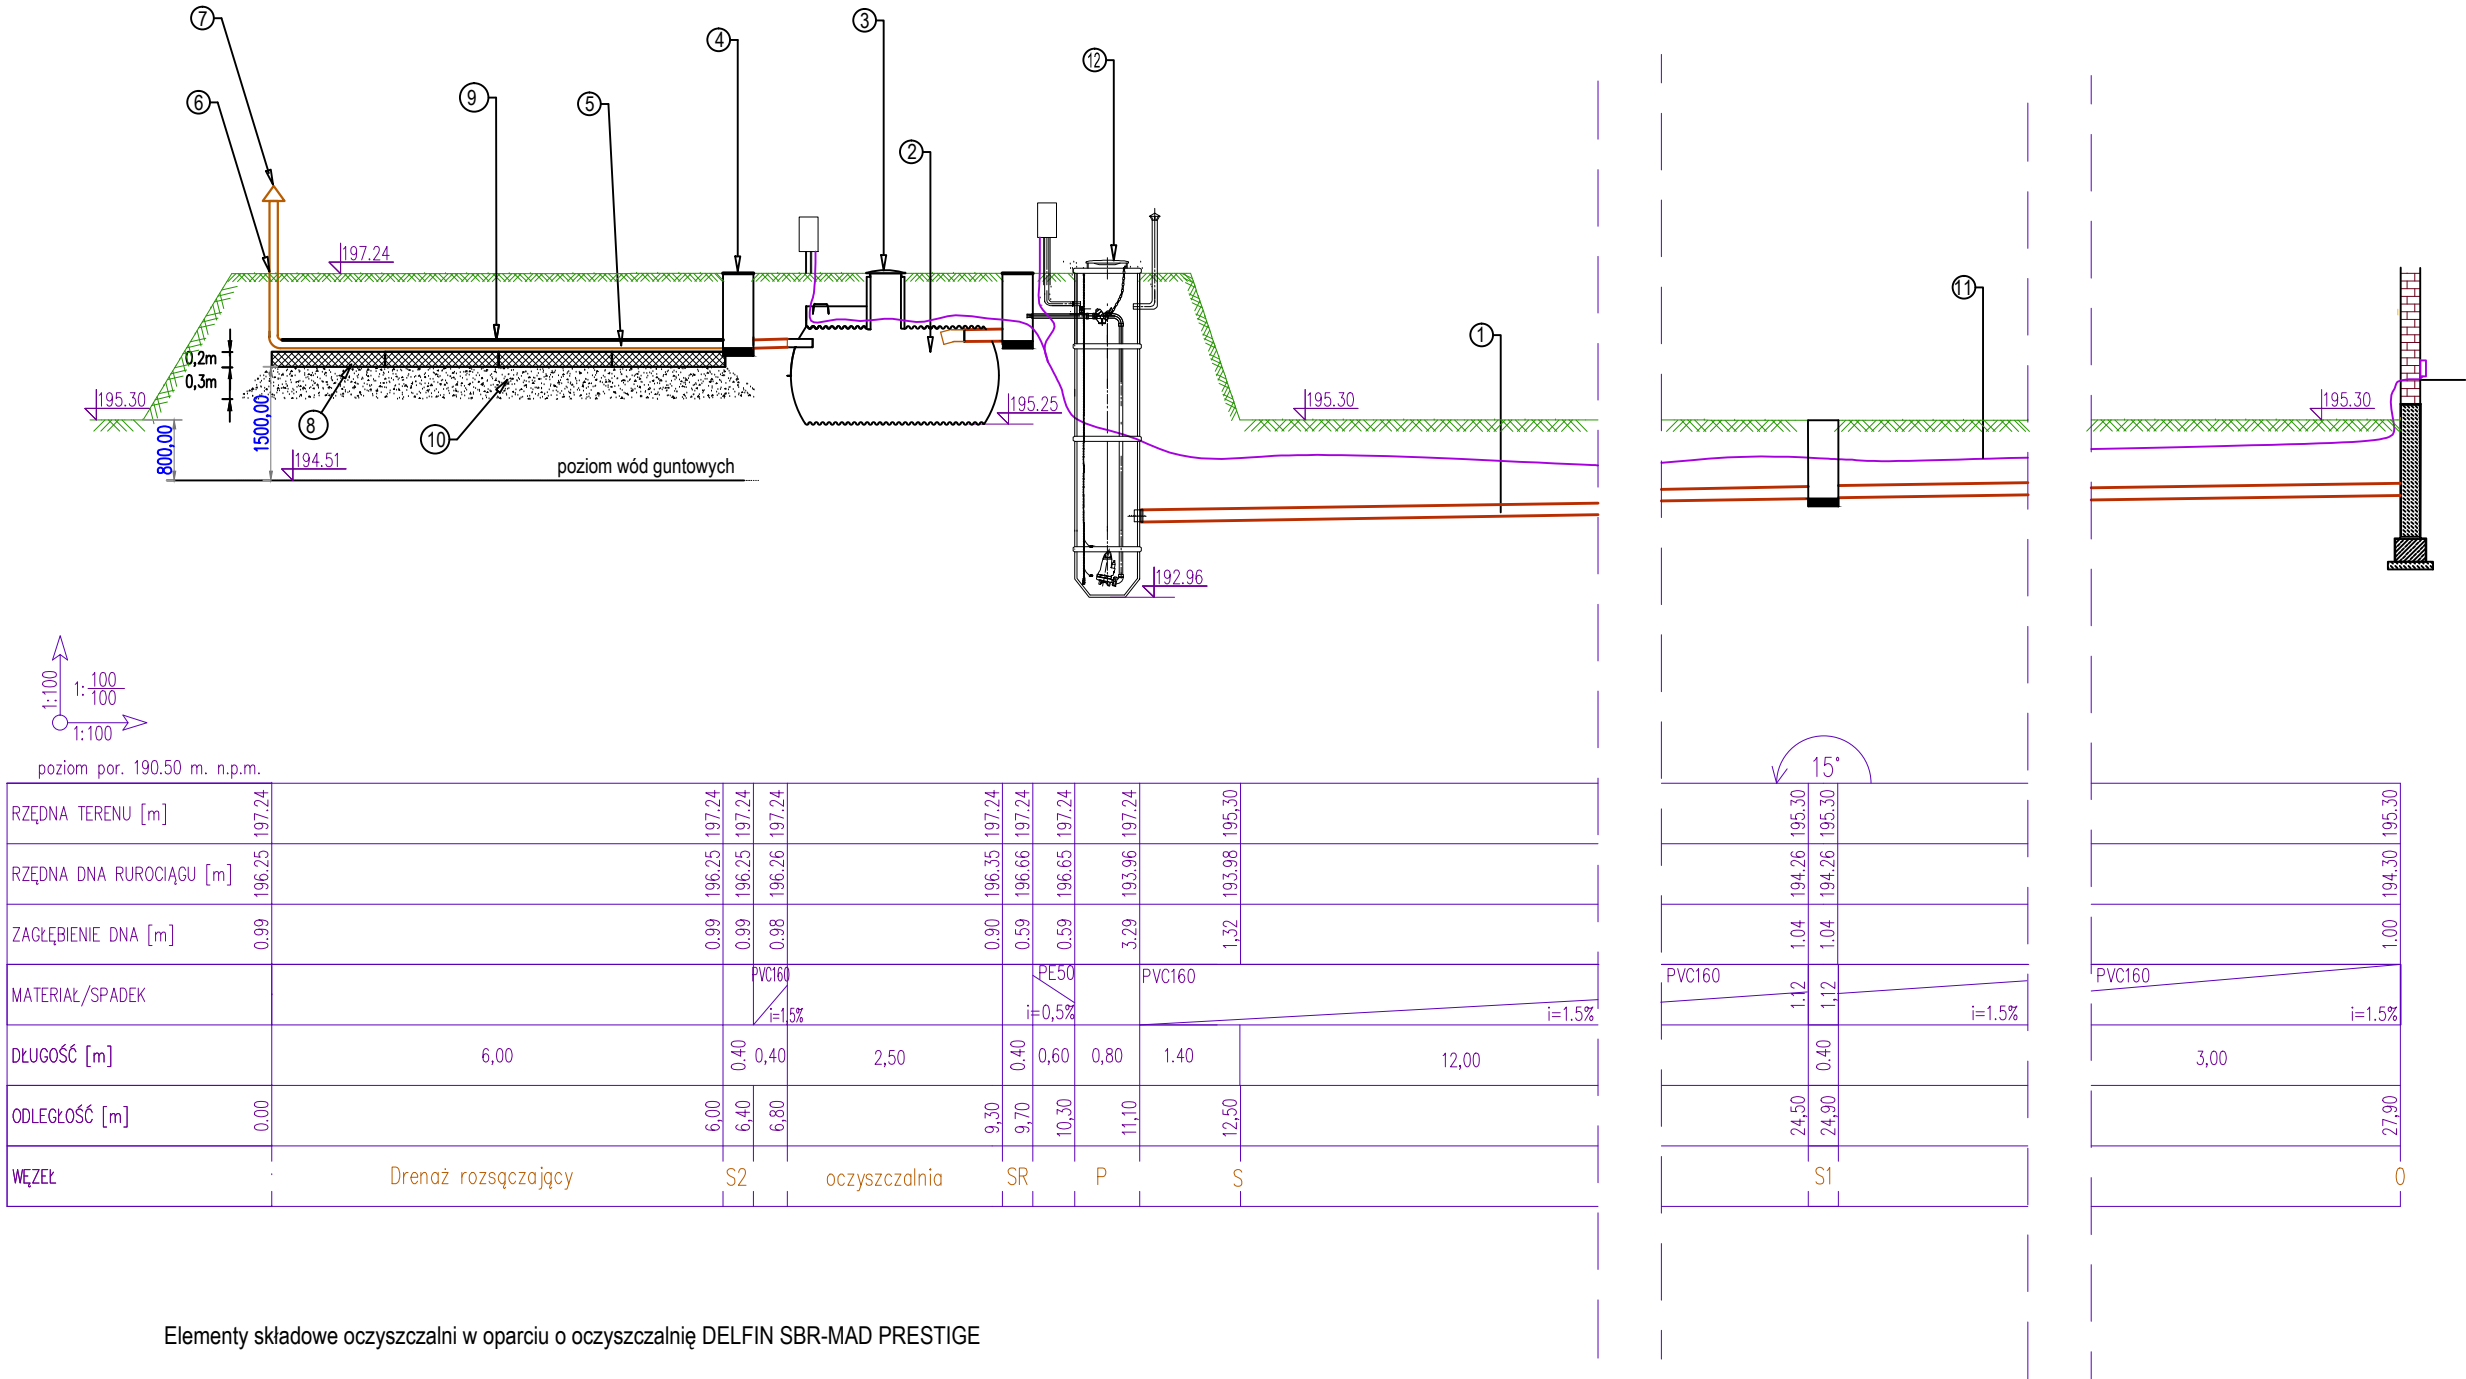 7
3
4
12
6
9
5
2
197.24
11
1
0,2m
0,3m
195.30
195.25
195.30
195.30
8
10
800,00
1500,00
194.51
poziom wód guntowych
192.96
1:100
1: 100
100
1:100
poziom por. 190.50 m. n.p.m.
15°
RZĘDNA TERENU [m] 197.24 197.24 197.24 197.24 197.24 197.24 197.24 197.24 195,30 195.30 195.30 195.30
RZĘDNA DNA RUROCIĄGU [m] 196.25 196.25 196.25 196.26 196.35 196.66 196.65 193.96 193.98 194.26 194.26 194.30
ZAGŁĘBIENIE DNA [m] 0.99 0.99 0.99 0.98 0.90 0.59 0.59 3.29 1,32 1.04 1.04 1.00
MATERIAŁ/SPADEK PVC160 i=1.5% PE50 i=0,5% PVC160 i=1.5% PVC160 1.12 1,12 i=1.5% PVC160 i=1.5%
DŁUGOŚĆ [m] 6,00 0.40 0,40 2,50 0.40 0,60 0,80 1.40 12,00 0.40 3,00
ODLEGŁOŚĆ [m] 0.00 6,00 6,40 6,80 9,30 9,70 10,30 11,10 12,50 24,50 24,90 27,90
WĘZEŁ Drenaż rozsączający S2 oczyszczalnia SR P S S1 0
Elementy składowe oczyszczalni w oparciu o oczyszczalnię DELFIN SBR-MAD PRESTIGE